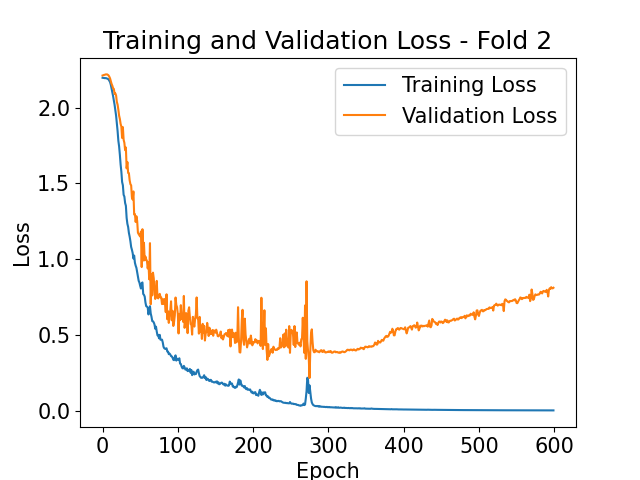 Training and Validation Loss - Fold 2
Training Loss
Validation Loss
Loss
2.0
1.5
1.0
0.5
0.0
0 100 200 300 400 500 600
Epoch